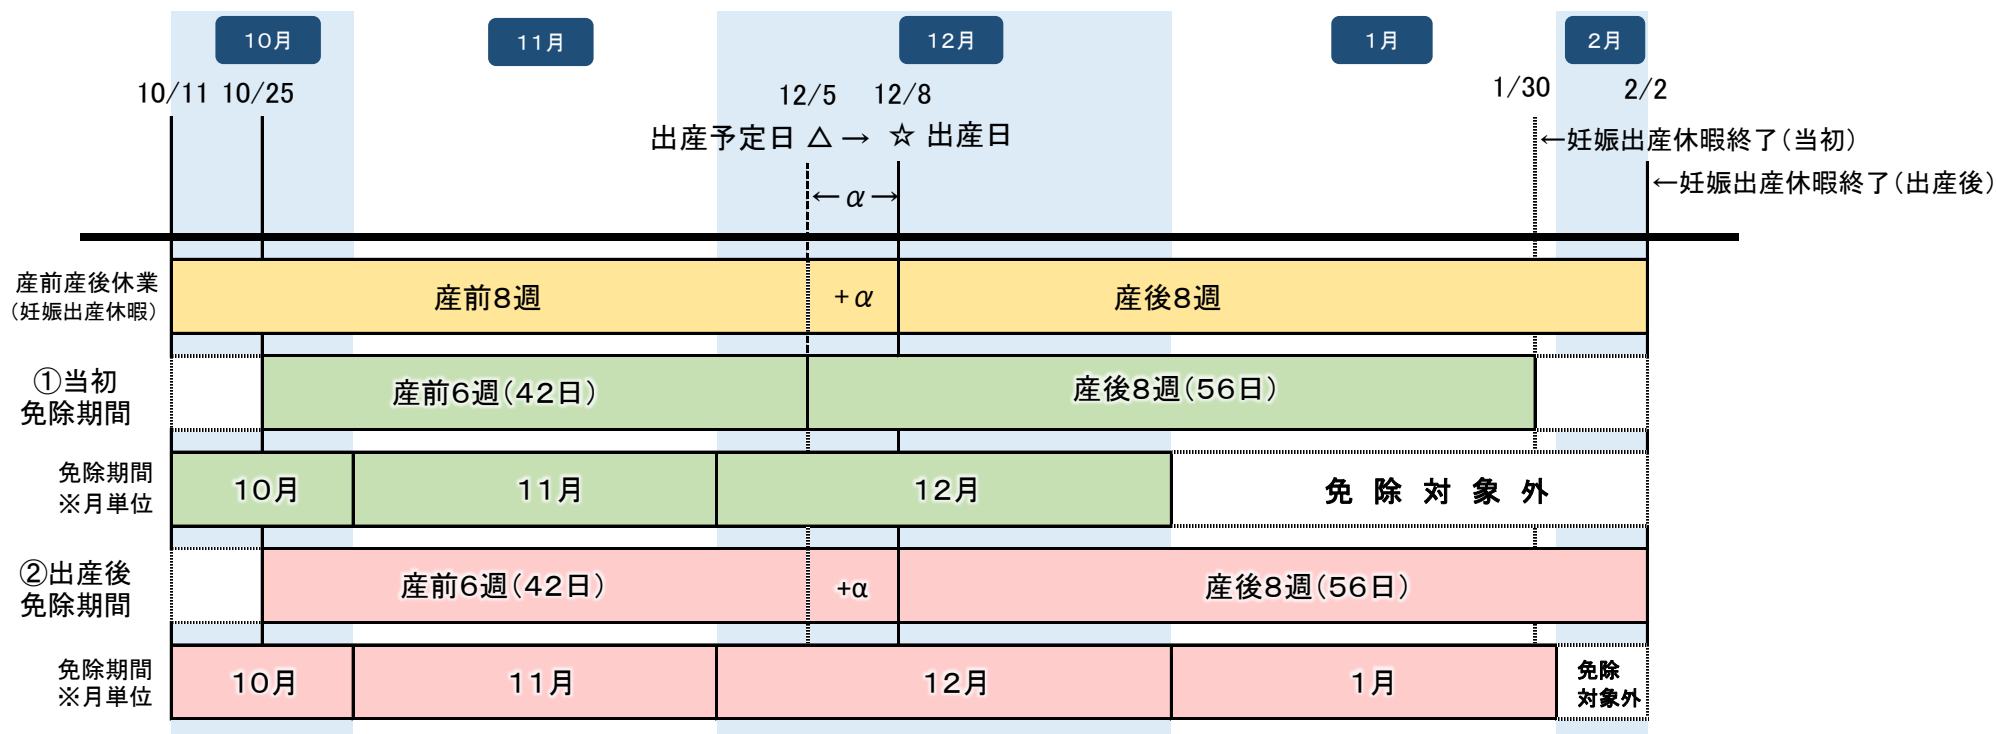 10月
11月
12月
1月
2月
10/11 10/25
12/5
12/8
1/30
2/2
出産予定日 △ → ☆ 出産日
←妊娠出産休暇終了（当初）
←妊娠出産休暇終了（出産後）
← α →
産前産後休業
（妊娠出産休暇）
産前8週
+α
産後8週
①当初
免除期間
産前6週（42日）
産後8週（56日）
免除期間
※月単位
10月
11月
12月
免除対象外
②出産後
免除期間
産前6週（42日）
+α
産後8週（56日）
免除期間
※月単位
10月
11月
12月
1月
免除
対象外